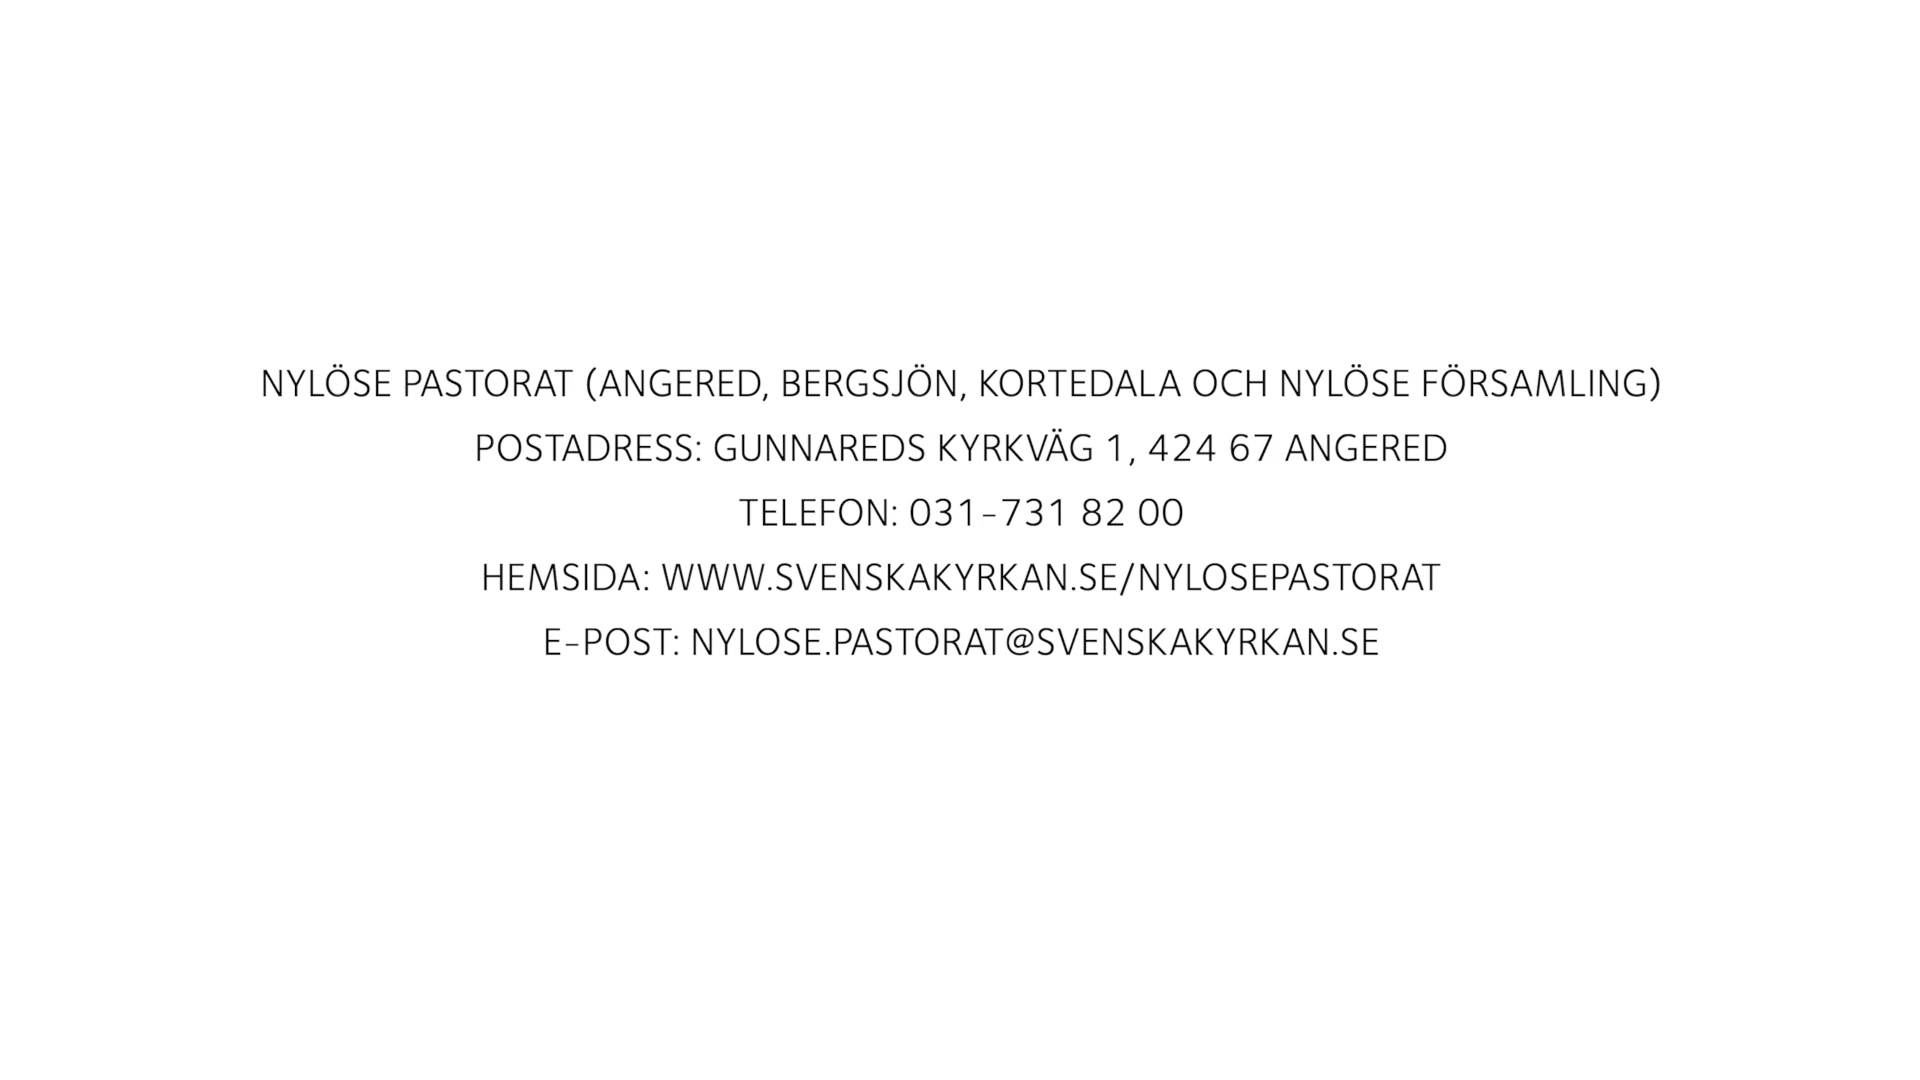 NYLÖSE PASTORAT (ANGERED, BERGSJÖN, KORTEDALA OCH NYLÖSE FÖRSAMLING)
POSTADRESS: GUNNAREDS KYRKVÄG 1, 424 67 ANGERED
TELEFON: 031-731 82 00
HEMSIDA: WWW.SVENSKAKYRKAN.SE/NYLOSEPASTORAT
E-POST: NYLOSE.PASTORAT@SVENSKAKYRKAN.SE